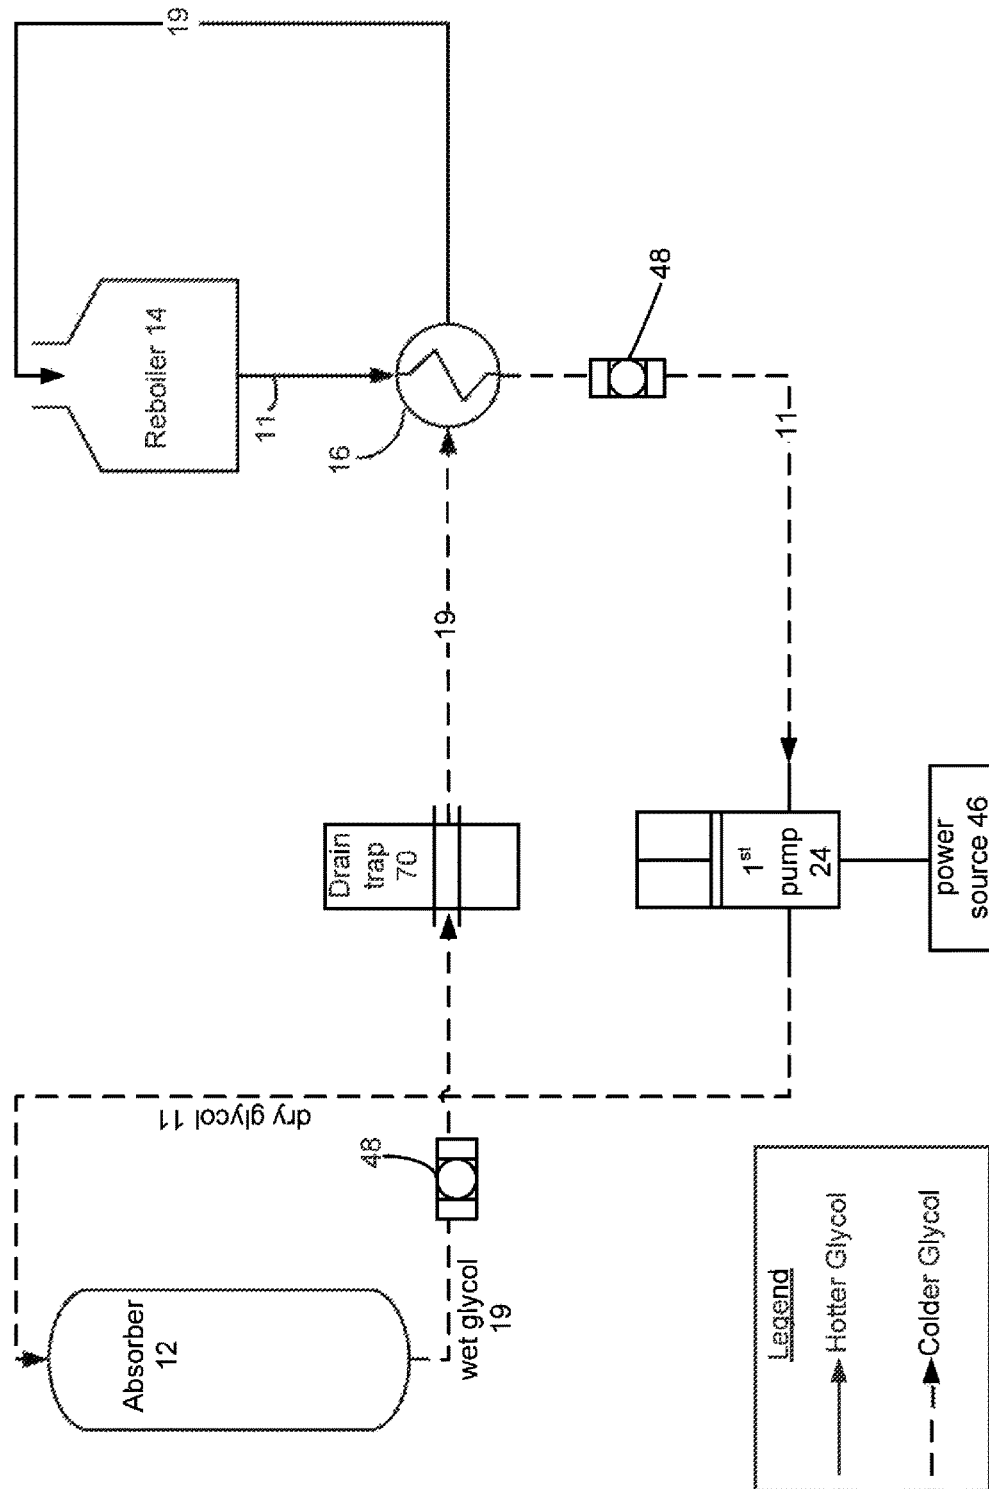 19
Reboiler 14
11
16
48
11
19
Drain
trap
70
1st
pump
24
power
source 46
dry glycol 11
48
wet glycol
19
Absorber
12
Legend
Hotter Glycol
Colder Glycol